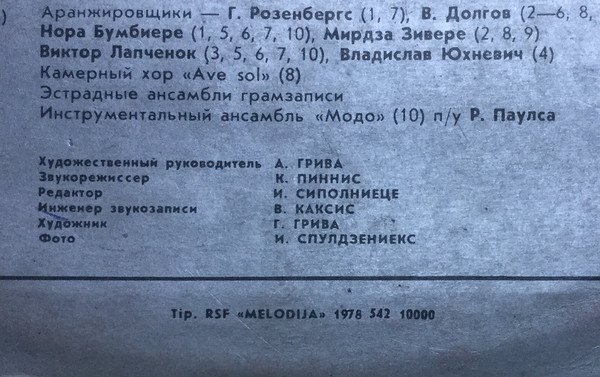 ) Аранжировщики — Г. Розенбергс (1, 7), В. Долгов (2—6, 8,
Нора Бумбиере (1, 5, 6, 7, 10), Мирдза Зивере (2, 8, 9)
Виктор Лапченок (3, 5, 6, 7, 10), Владислав Юхневич (4)
Камерный хор «Ave sol» (8)
Эстрадные ансамбли грамзаписи
Инструментальный ансамбль «Модо» (10) п/у Р. Паулса
Художественный руководитель А. ГРИВА
Звукорежиссер К. ПИННИС
Редактор И. СИПОЛНИЕЦЕ
Инженер звукозаписи В. КАКСИС
Художник Г. ГРИВА
Фото И. СПУЛДЗЕНИЕКС
Tip. RSF «MELODIJA» 1978 542 10000